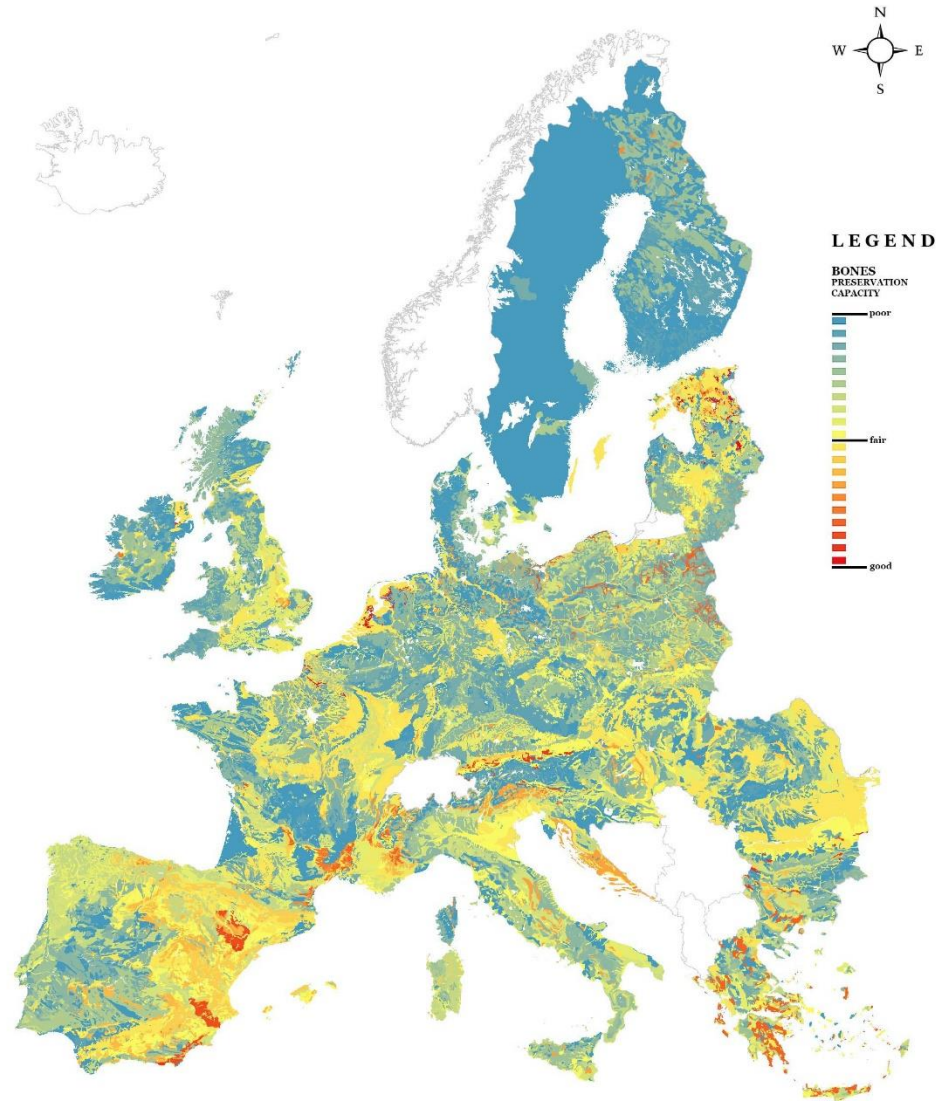 N
W E
S
LEGEND
BONES
PRESERVATION
CAPACITY
poor
fair
good